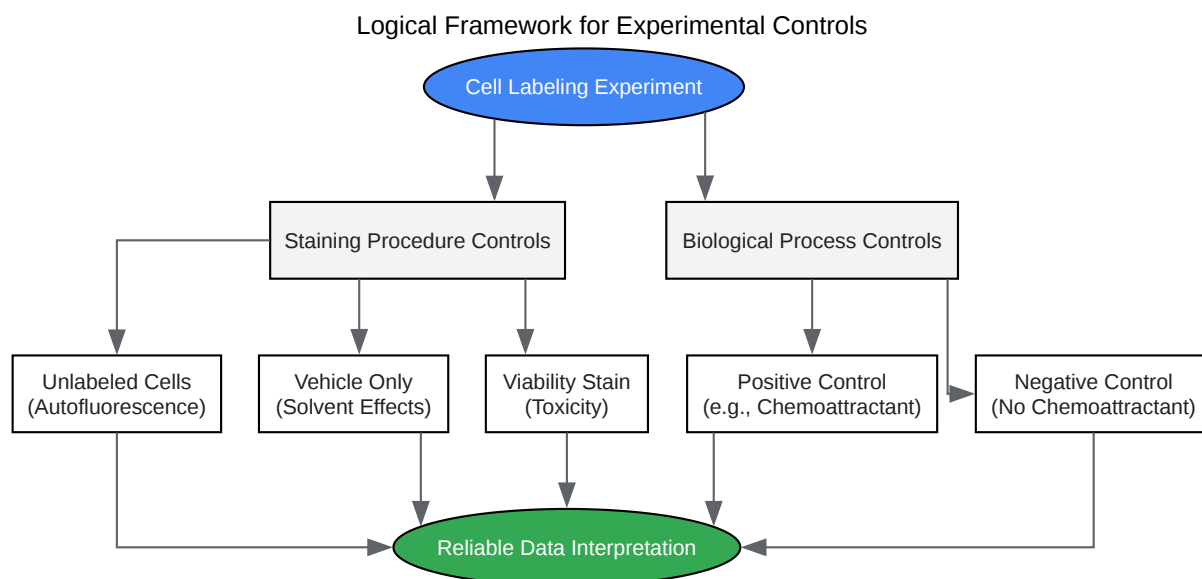 Logical Framework for Experimental Controls
Cell Labeling Experiment
Staining Procedure Controls
Biological Process Controls
Unlabeled Cells
(Autofluorescence)
Vehicle Only
(Solvent Effects)
Viability Stain
(Toxicity)
Positive Control
(e.g., Chemoattractant)
Negative Control
(No Chemoattractant)
Reliable Data Interpretation